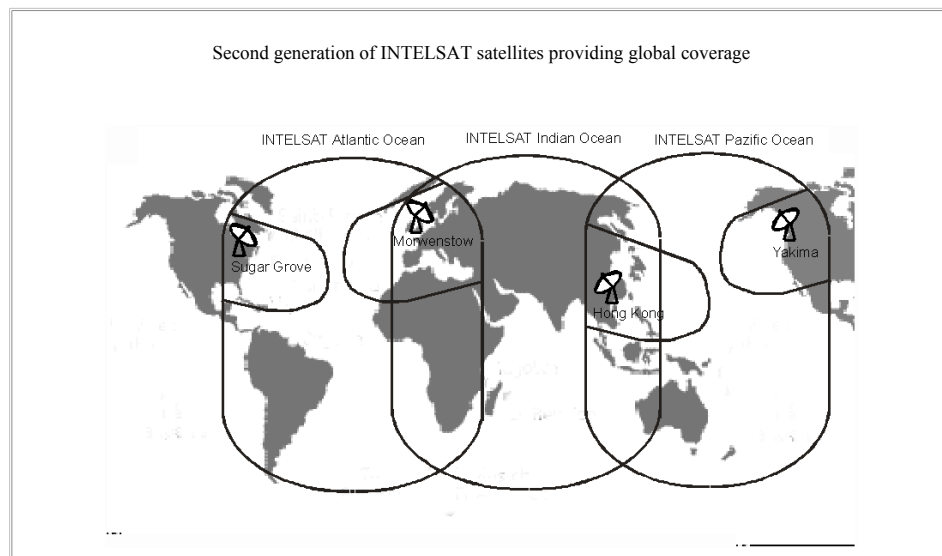 Second generation of INTELSAT satellites providing global coverage
INTELSAT Atlantic Ocean
INTELSAT Indian Ocean
INTELSAT Pazific Ocean
Morwenstow
Sugar Grove
Yakima
Hong Kong